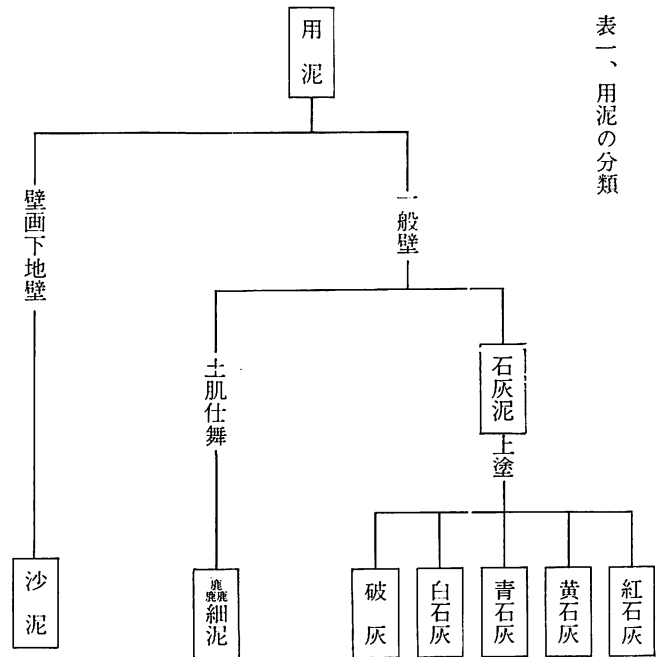 表一、用泥の分類
用泥
一般壁
壁画下地壁
石灰泥
上塗
土肌仕舞
紅石灰
黄石灰
青石灰
白石灰
破灰
麤細泥
沙泥